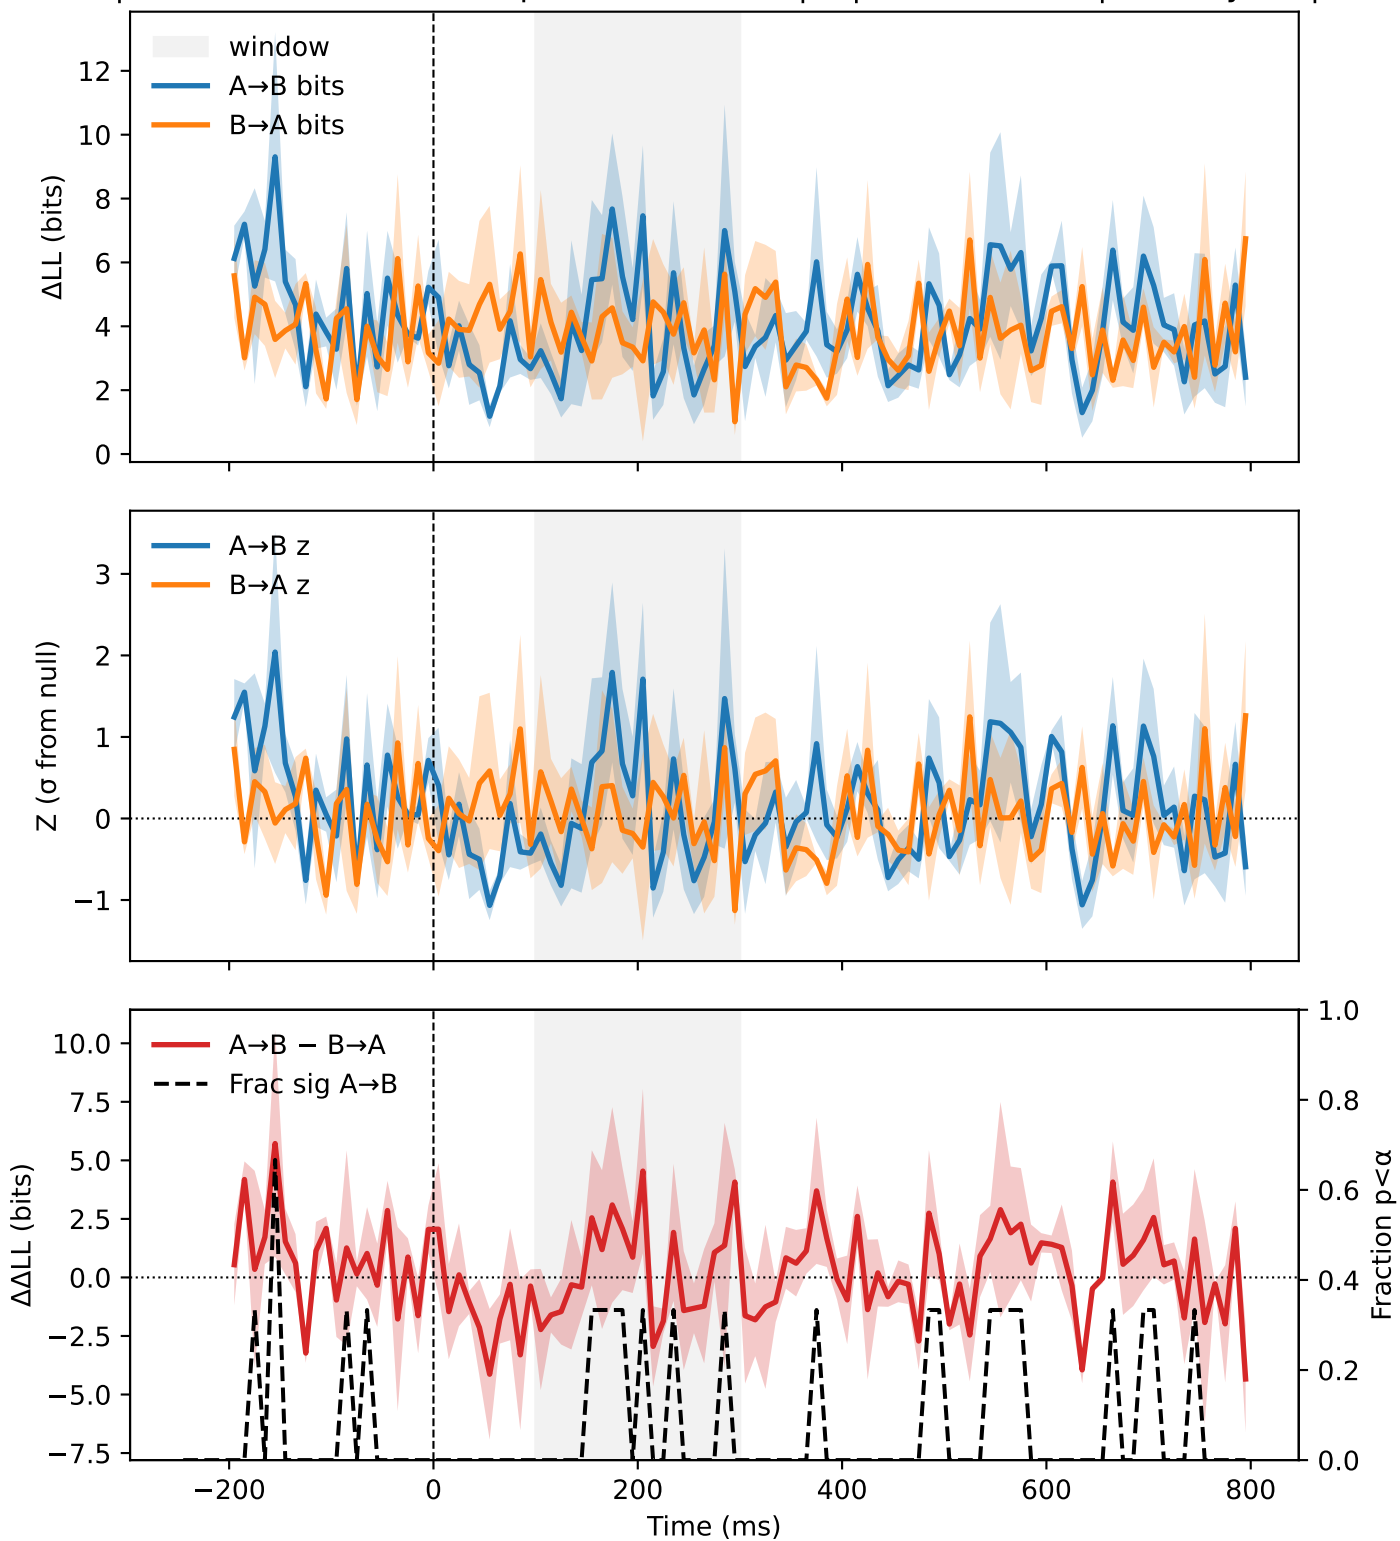 window
A→B bits
B→A bits
12
10
8
6
4
2
0
ΔLL (bits)
A→B z
B→A z
3
2
1
0
−1
Z (σ from null)
A→B − B→A
Frac sig A→B
10.0
7.5
5.0
2.5
0.0
−2.5
−5.0
−7.5
ΔΔLL (bits)
1.0
0.8
0.6
0.4
0.2
0.0
Fraction p<α
−200 0 200 400 600 800
Time (ms)